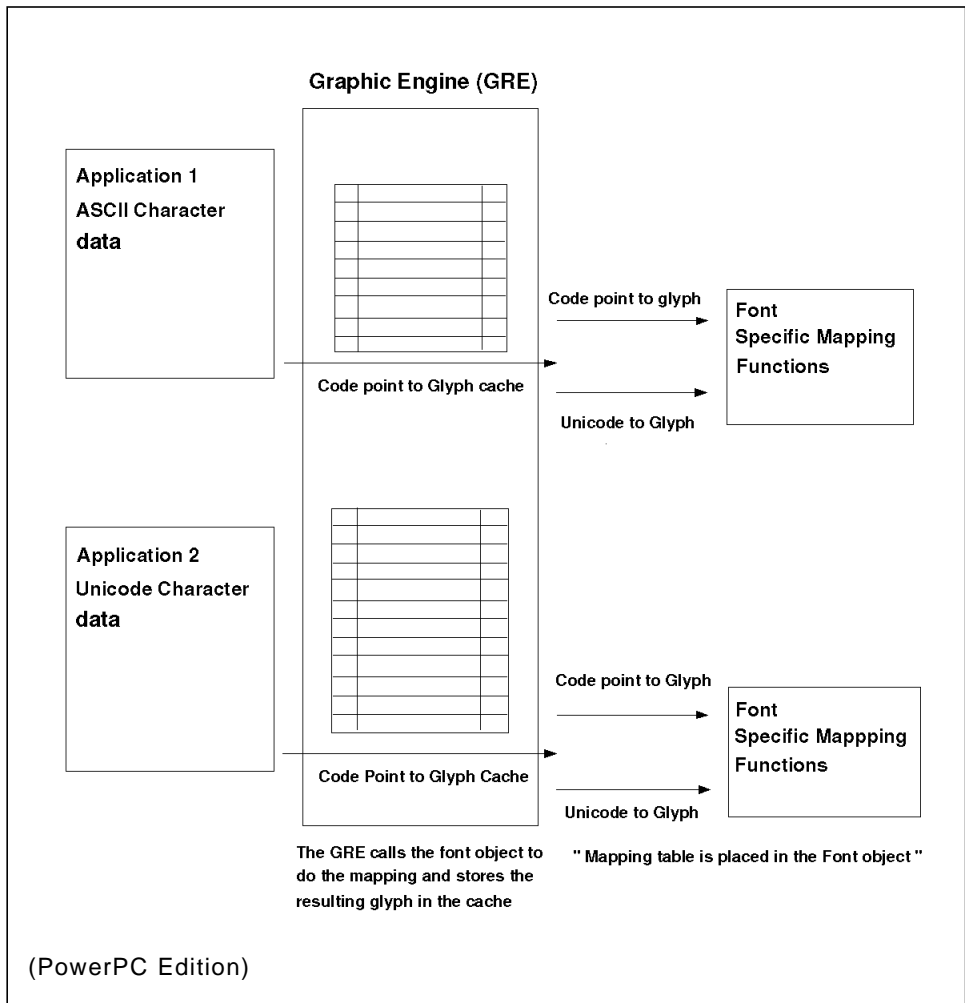 Graphic Engine (GRE)
Application 1
ASCII Character
data
Code point to Glyph cache
Code point to glyph
Unicode to Glyph
Font
Specific Mapping
Functions
Application 2
Unicode Character
data
Code Point to Glyph Cache
Code point to Glyph
Unicode to Glyph
Font
Specific Mappping
Functions
The GRE calls the font object to
do the mapping and stores the
resulting glyph in the cache
" Mapping table is placed in the Font object "
(PowerPC Edition)